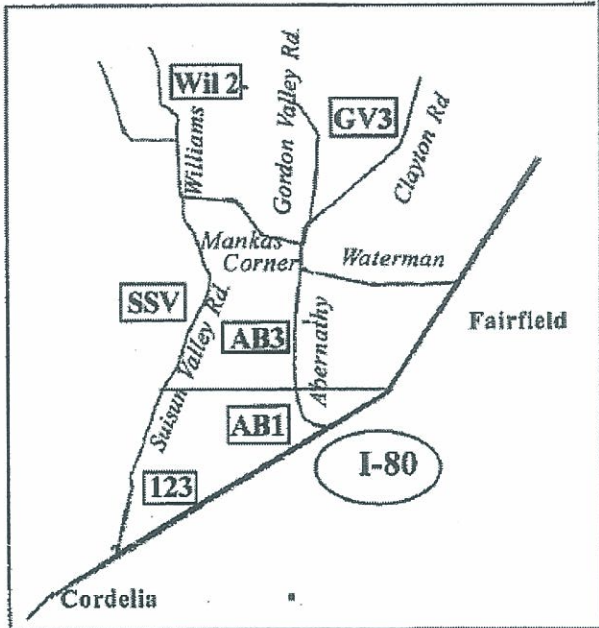 Wil 2
Williams
Gordon Valley Rd.
GV3
Clayton Rd
Mankas
Corner
Waterman
SSV
Suisun Valley Rd.
AB3
Abernathy
Fairfield
AB1
I-80
123
Cordelia